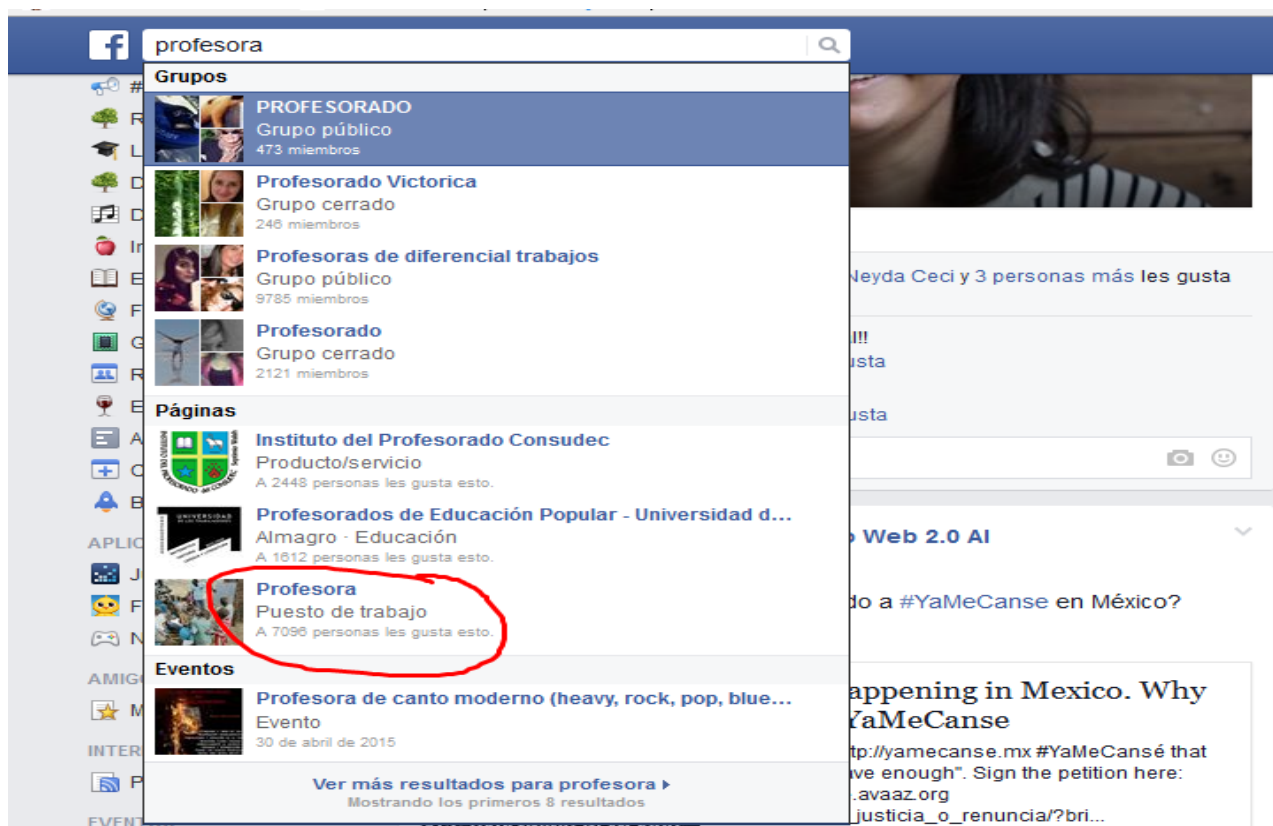 f
profesora
Grupos
PROFESORADO
Grupo público
473 miembros
Profesorado Victorica
Grupo cerrado
246 miembros
Profesoras de diferencial trabajos
Grupo público
9785 miembros
Profesorado
Grupo cerrado
2121 miembros
Páginas
Instituto del Profesorado Consudec
Producto/servicio
A 2448 personas les gusta esto.
Profesorados de Educación Popular - Universidad d...
Almagro · Educación
A 1612 personas les gusta esto.
Profesora
Puesto de trabajo
A 7096 personas les gusta esto.
Eventos
Profesora de canto moderno (heavy, rock, pop, blue...
Evento
30 de abril de 2015
Ver más resultados para profesora
Mostrando los primeros 8 resultados
#
R
L
D
D
In
E
F
G
R
E
A
C
B
APLIC
J
F
N
AMIG
M
INTER
P
EVENT
Neyda Ceci y 3 personas más les gusta
!!
usta
usta
Web 2.0 Al
do a #YaMeCanse en México?
appening in Mexico. Why
YaMeCanse
tp://yamecanse.mx #YaMeCansé that
ve enough". Sign the petition here:
.avaaz.org
_justicia_o_renuncia/?bri...